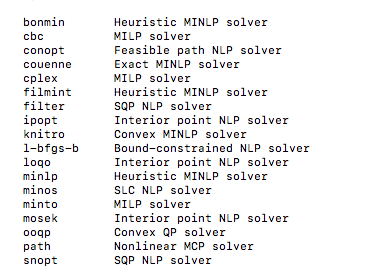 bonmin Heuristic MINLP solver
cbc MILP solver
conopt Feasible path NLP solver
couenne Exact MINLP solver
cplex MILP solver
filmint Heuristic MINLP solver
filter SQP NLP solver
ipopt Interior point NLP solver
knitro Convex MINLP solver
l-bfgs-b Bound-constrained NLP solver
loqo Interior point NLP solver
minlp Heuristic MINLP solver
minos SLC NLP solver
minto MILP solver
mosek Interior point NLP solver
ooqp Convex QP solver
path Nonlinear MCP solver
snopt SQP NLP solver